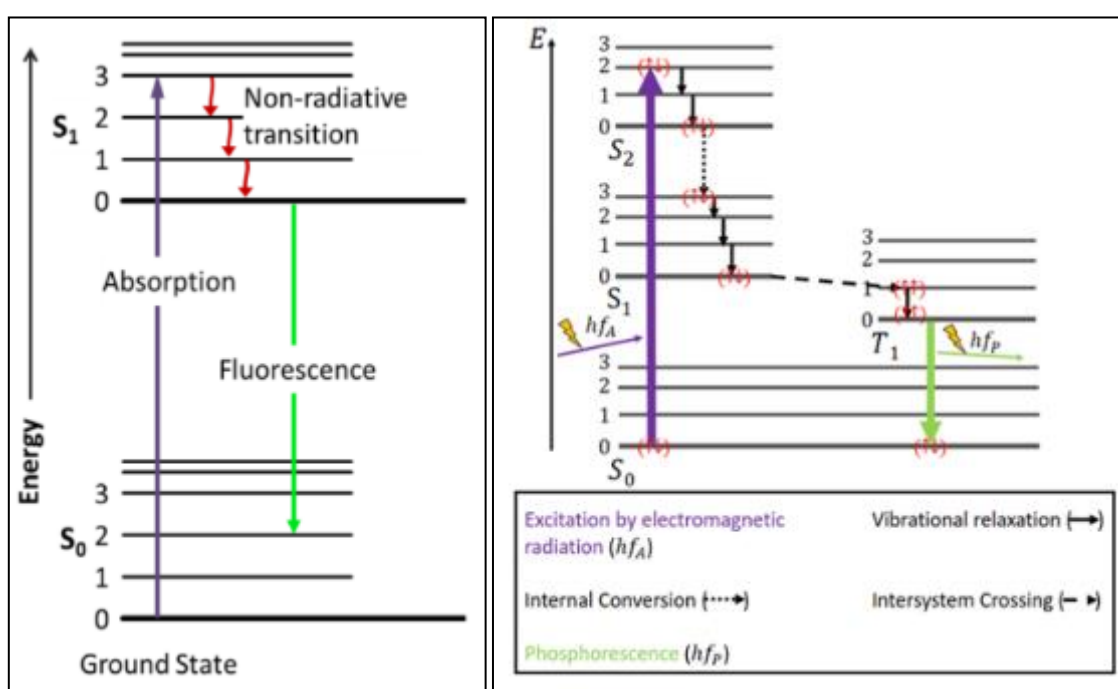 3
2
1
0
S1
Non-radiative
transition
Absorption
Fluorescence
Energy
3
2
1
0
S0
Ground State
E
3
2
1
0
S2
3
2
1
0
S1
3
2
1
0
T1
hfA
hfP
3
2
1
0
S0
(↑↓)
(↑↓)
(↑↓)
(↑↓)
(↑↑)
(↑↑)
(↑↓)
(↑↓)
Excitation by electromagnetic
radiation (hfA)
Vibrational relaxation (→)
Internal Conversion (⋯▸)
Intersystem Crossing (– ▸)
Phosphorescence (hfP)